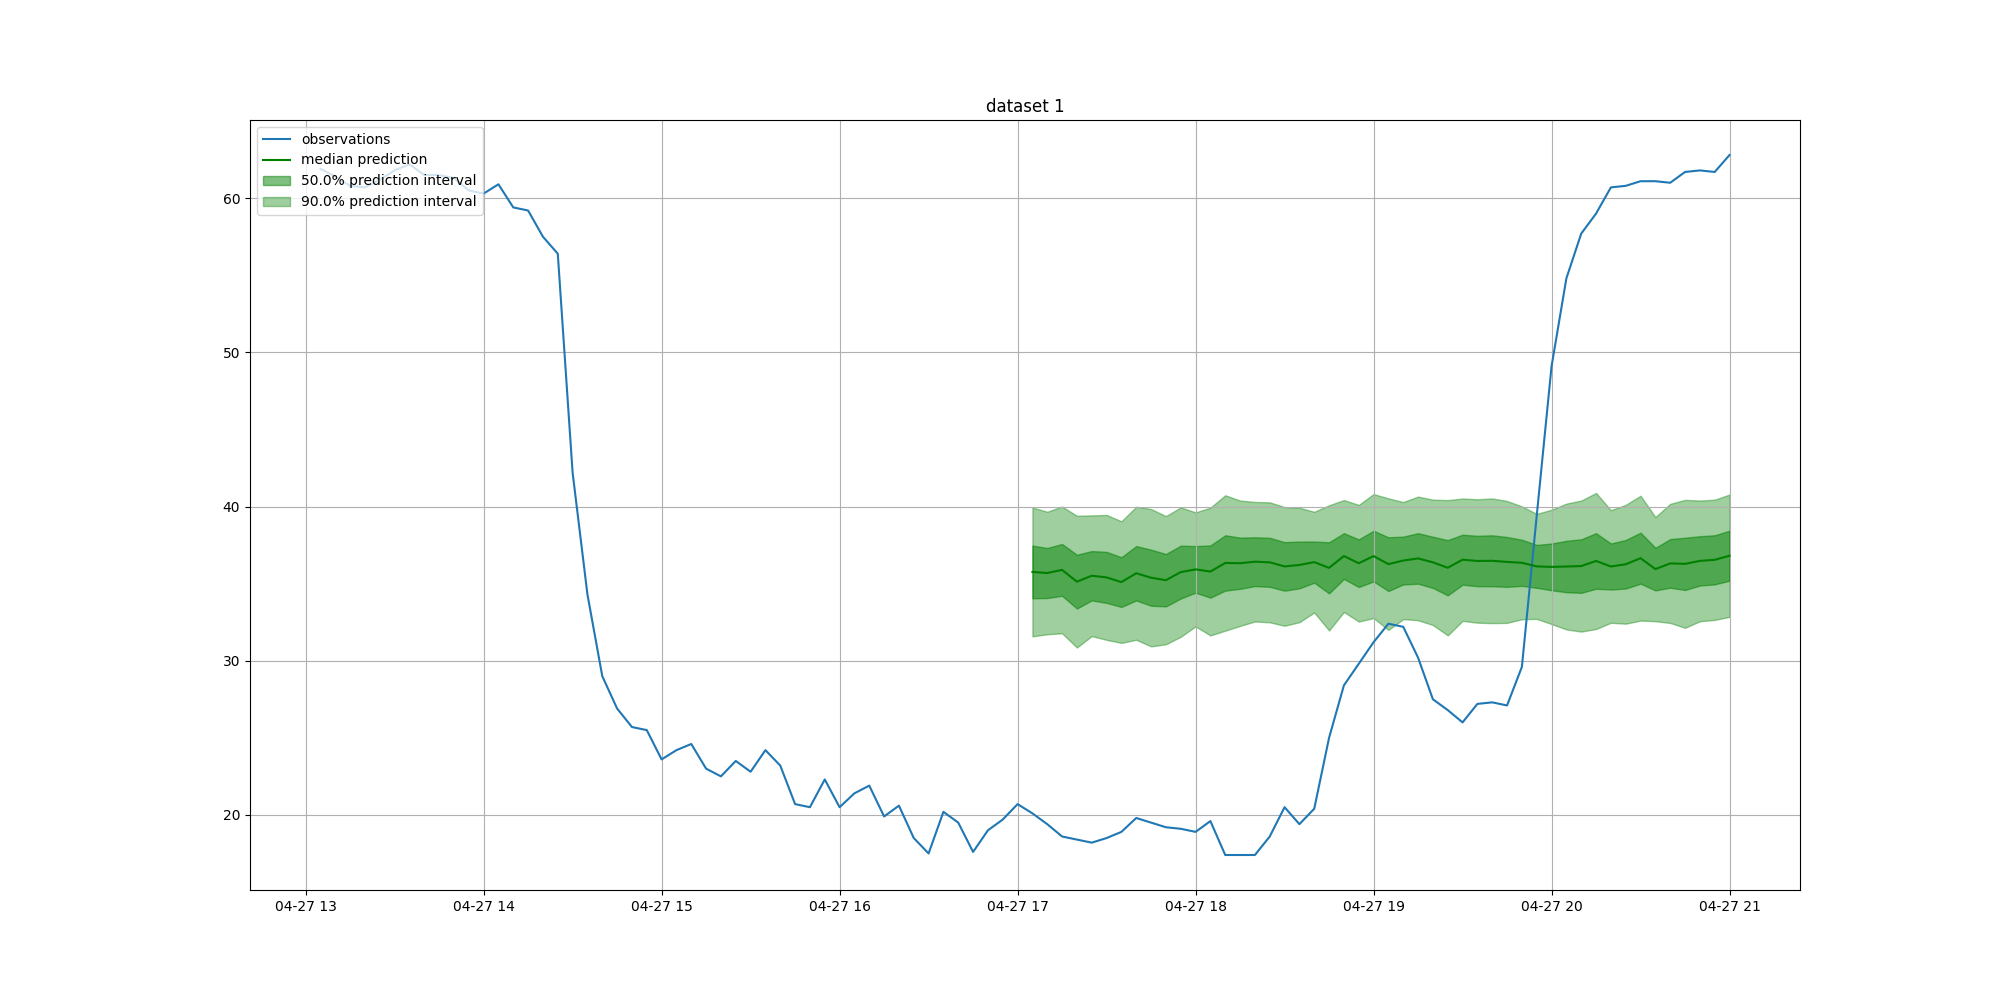 dataset 1
observations
median prediction
50.0% prediction interval
90.0% prediction interval
60
50
40
30
20
04-27 13 04-27 14 04-27 15 04-27 16 04-27 17 04-27 18 04-27 19 04-27 20 04-27 21